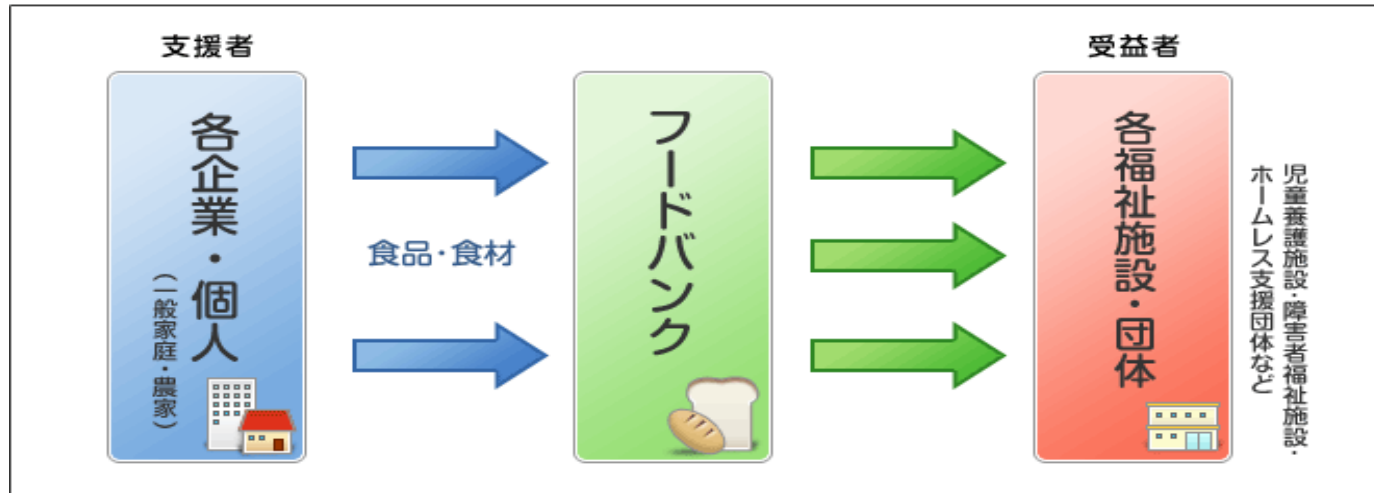 支援者
各企業・個人
（一般家庭・農家）
食品・食材
フードバンク
受益者
各福祉施設・団体
児童養護施設・障害者福祉施設・
ホームレス支援団体など